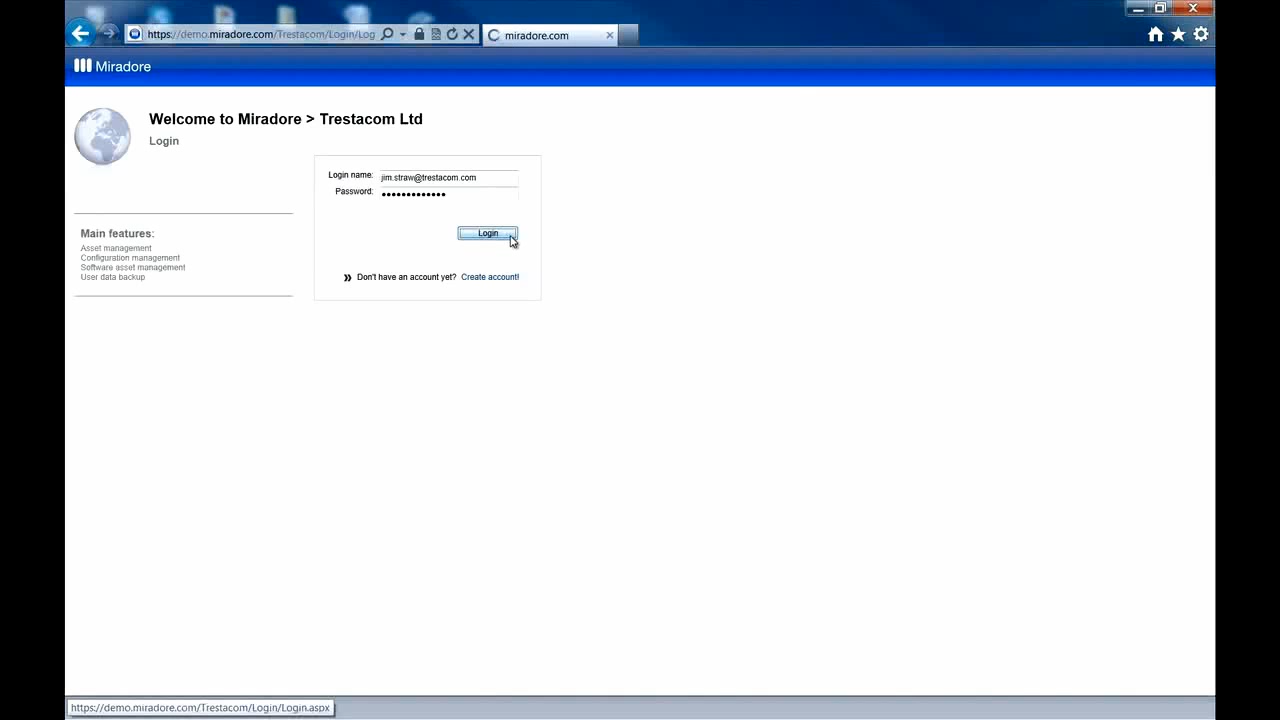 https://demo.miradore.com/Trestacom/Login/Log
miradore.com
Miradore
Welcome to Miradore > Trestacom Ltd
Login
Login name: jim.straw@trestacom.com
Password: •••••••••••••
Login
Main features:
Asset management
Configuration management
Software asset management
User data backup
Don't have an account yet? Create account!
https://demo.miradore.com/Trestacom/Login/Login.aspx